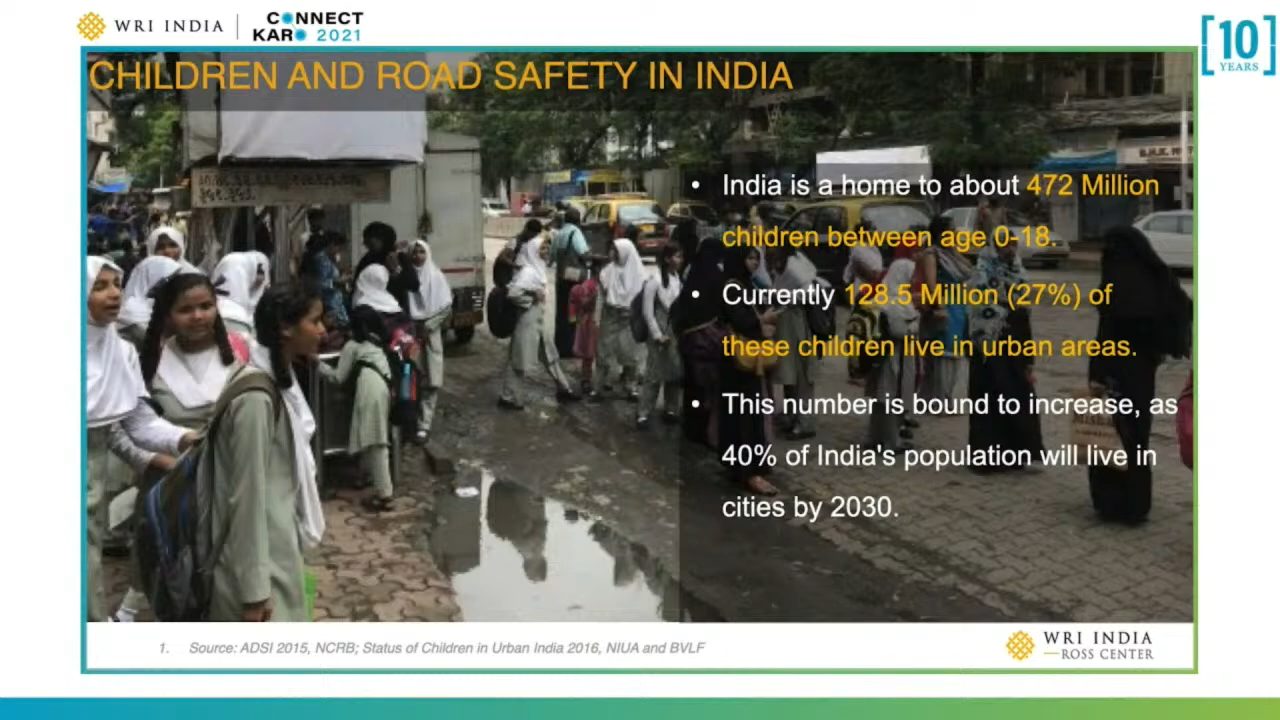 WRI INDIA
CONNECT
KARO 2021
[10]
YEARS
CHILDREN AND ROAD SAFETY IN INDIA
• India is a home to about 472 Million
children between age 0-18.
• Currently 128.5 Million (27%) of
these children live in urban areas.
• This number is bound to increase, as
40% of India's population will live in
cities by 2030.
1. Source: ADSI 2015, NCRB; Status of Children in Urban India 2016, NIUA and BVLF
WRI INDIA
ROSS CENTER